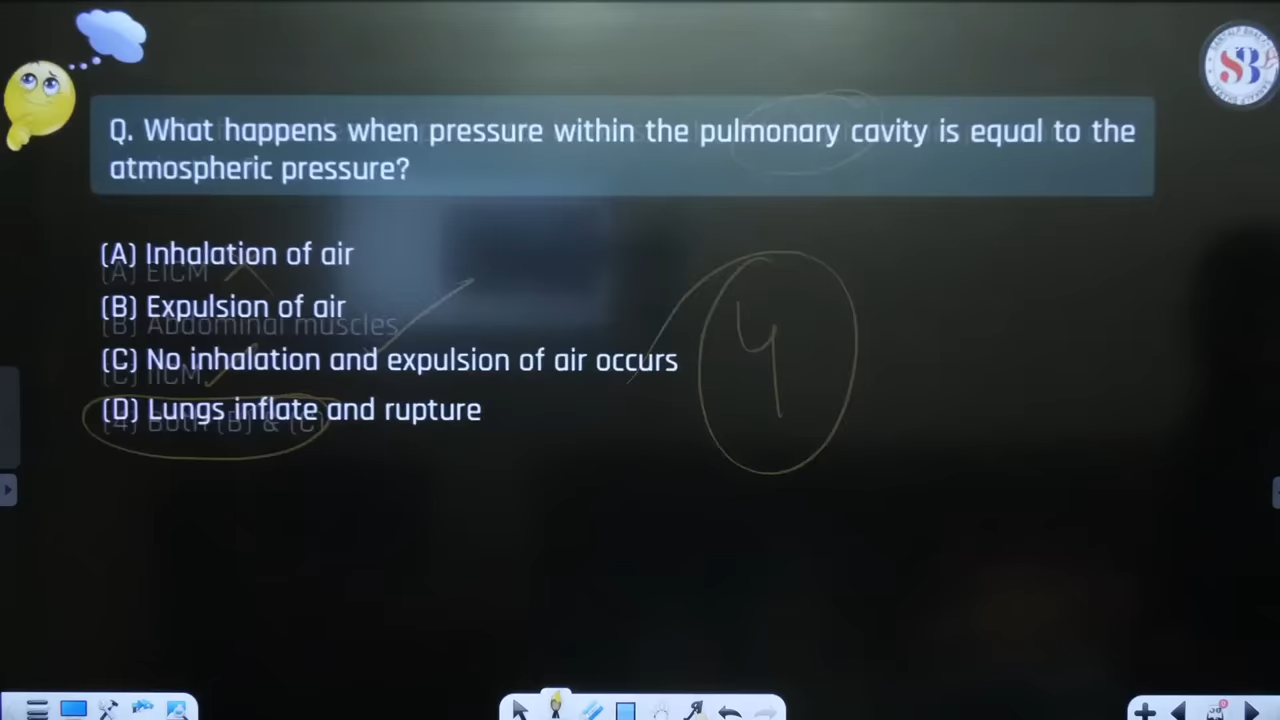 Q. What happens when pressure within the pulmonary cavity is equal to the
atmospheric pressure?
(A) Inhalation of air
(A) EICM
(B) Expulsion of air
(B) Abdominal muscles
(C) No inhalation and expulsion of air occurs
(C) IICM
(D) Lungs inflate and rupture
(4) Both (B) & (C)
4
SB